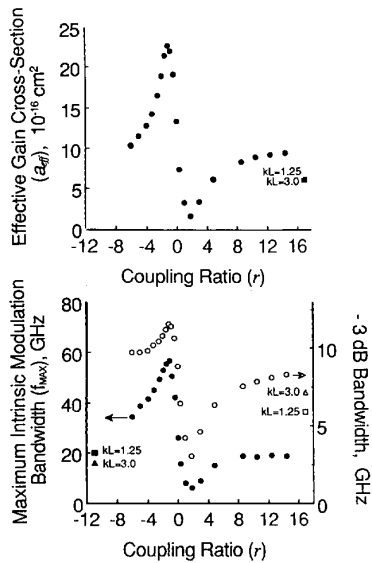 Effective Gain Cross-Section
(aeff), 10-16 cm2
25
20
15
10
5
0
kL=1.25
kL=3.0
-12 -8 -4 0 4 8 12 16
Coupling Ratio (r)
Maximum Intrinsic Modulation
Bandwidth (fMAX), GHz
80
60
40
20
0
kL=1.25
kL=3.0
kL=3.0
kL=1.25
10
5
0
- 3 dB Bandwidth, GHz
-12 -8 -4 0 4 8 12 16
Coupling Ratio (r)